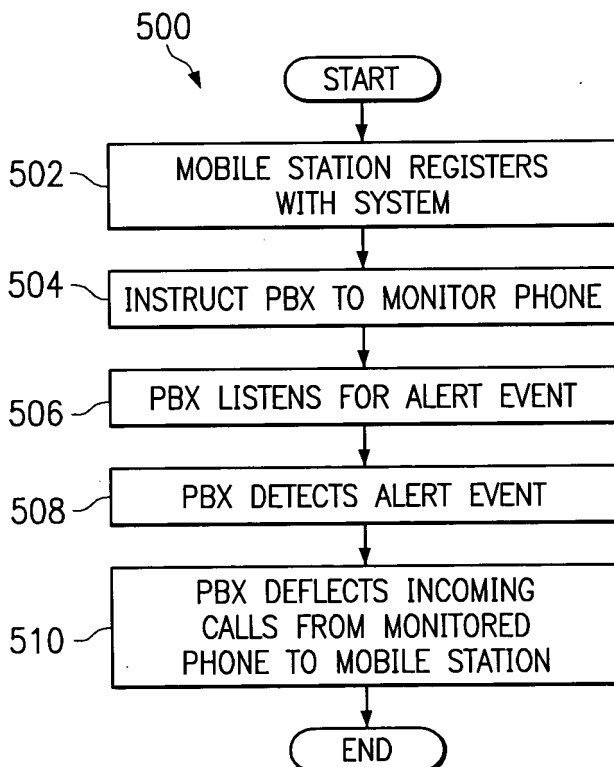 500
START
502
MOBILE STATION REGISTERS
WITH SYSTEM
504
INSTRUCT PBX TO MONITOR PHONE
506
PBX LISTENS FOR ALERT EVENT
508
PBX DETECTS ALERT EVENT
510
PBX DEFLECTS INCOMING
CALLS FROM MONITORED
PHONE TO MOBILE STATION
END